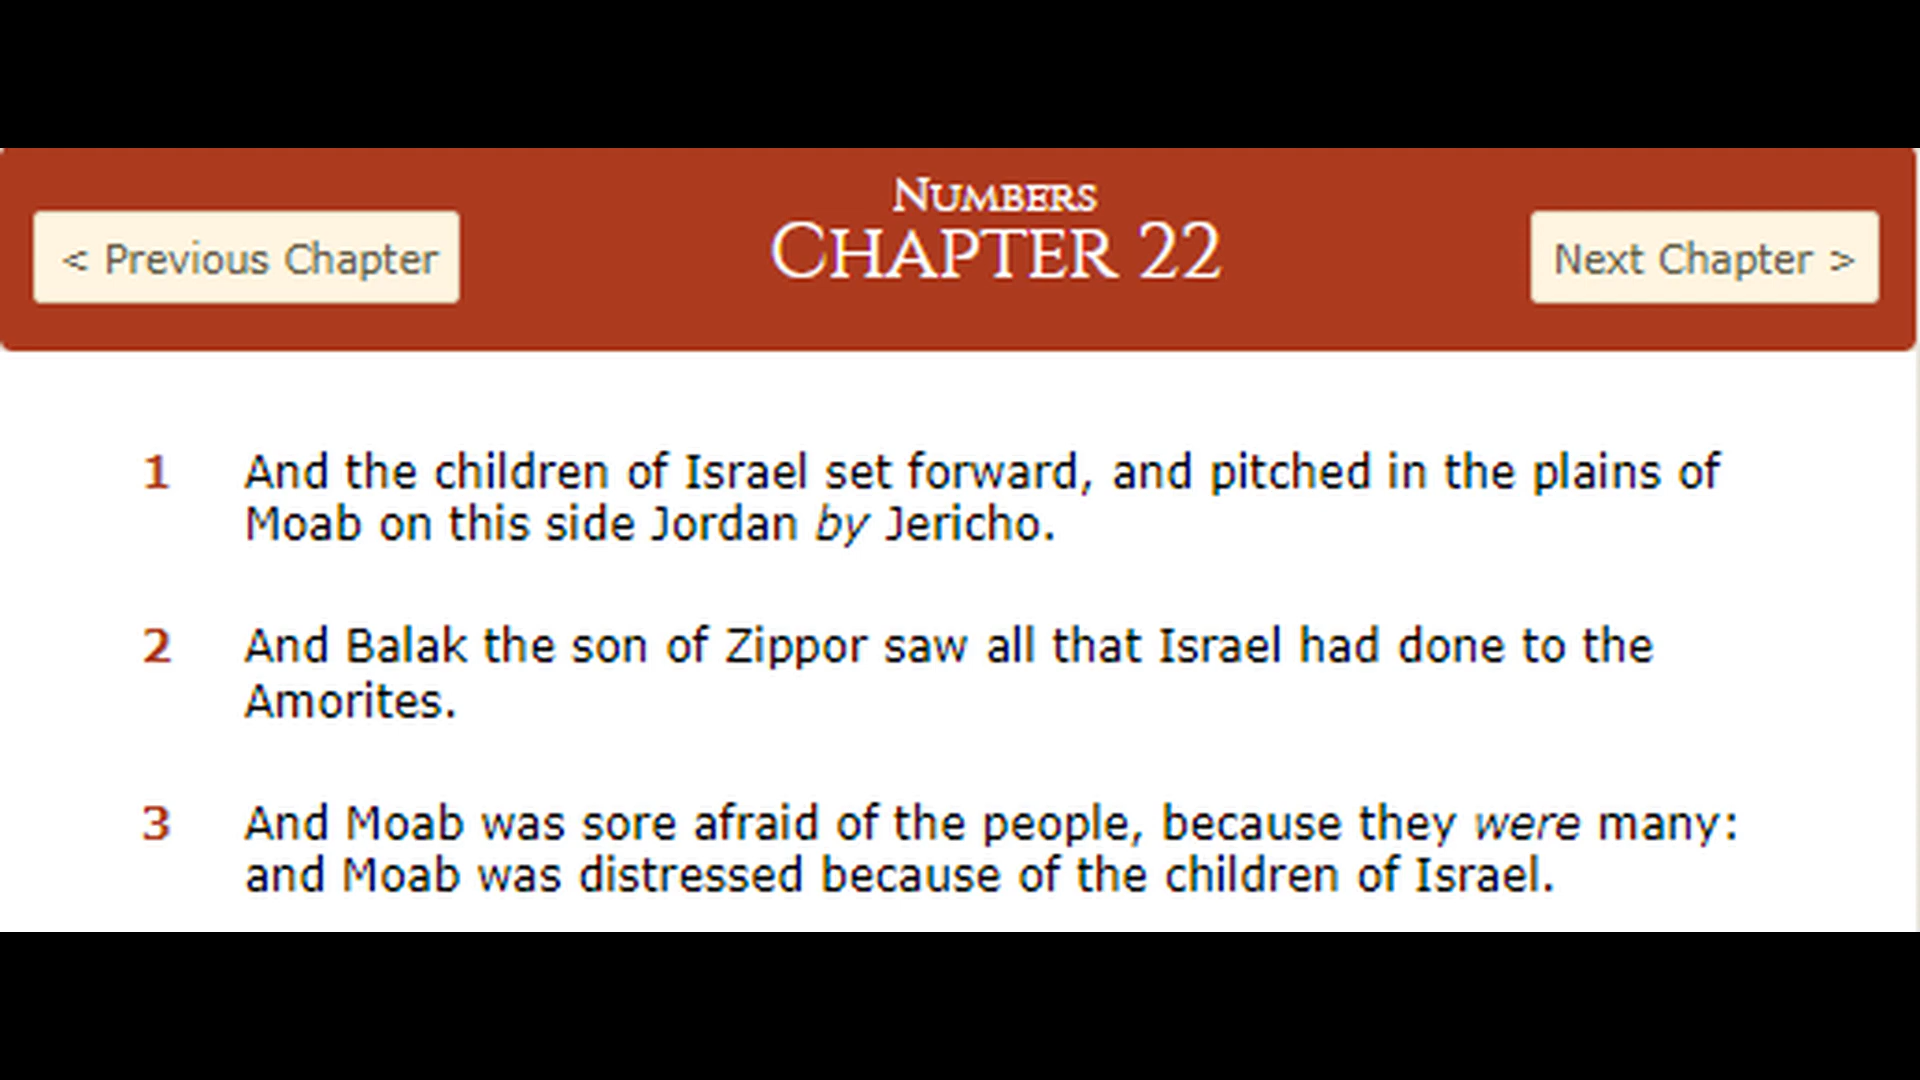 Numbers
Chapter 22
< Previous Chapter
Next Chapter >
1 And the children of Israel set forward, and pitched in the plains of
Moab on this side Jordan by Jericho.
2 And Balak the son of Zippor saw all that Israel had done to the
Amorites.
3 And Moab was sore afraid of the people, because they were many:
and Moab was distressed because of the children of Israel.